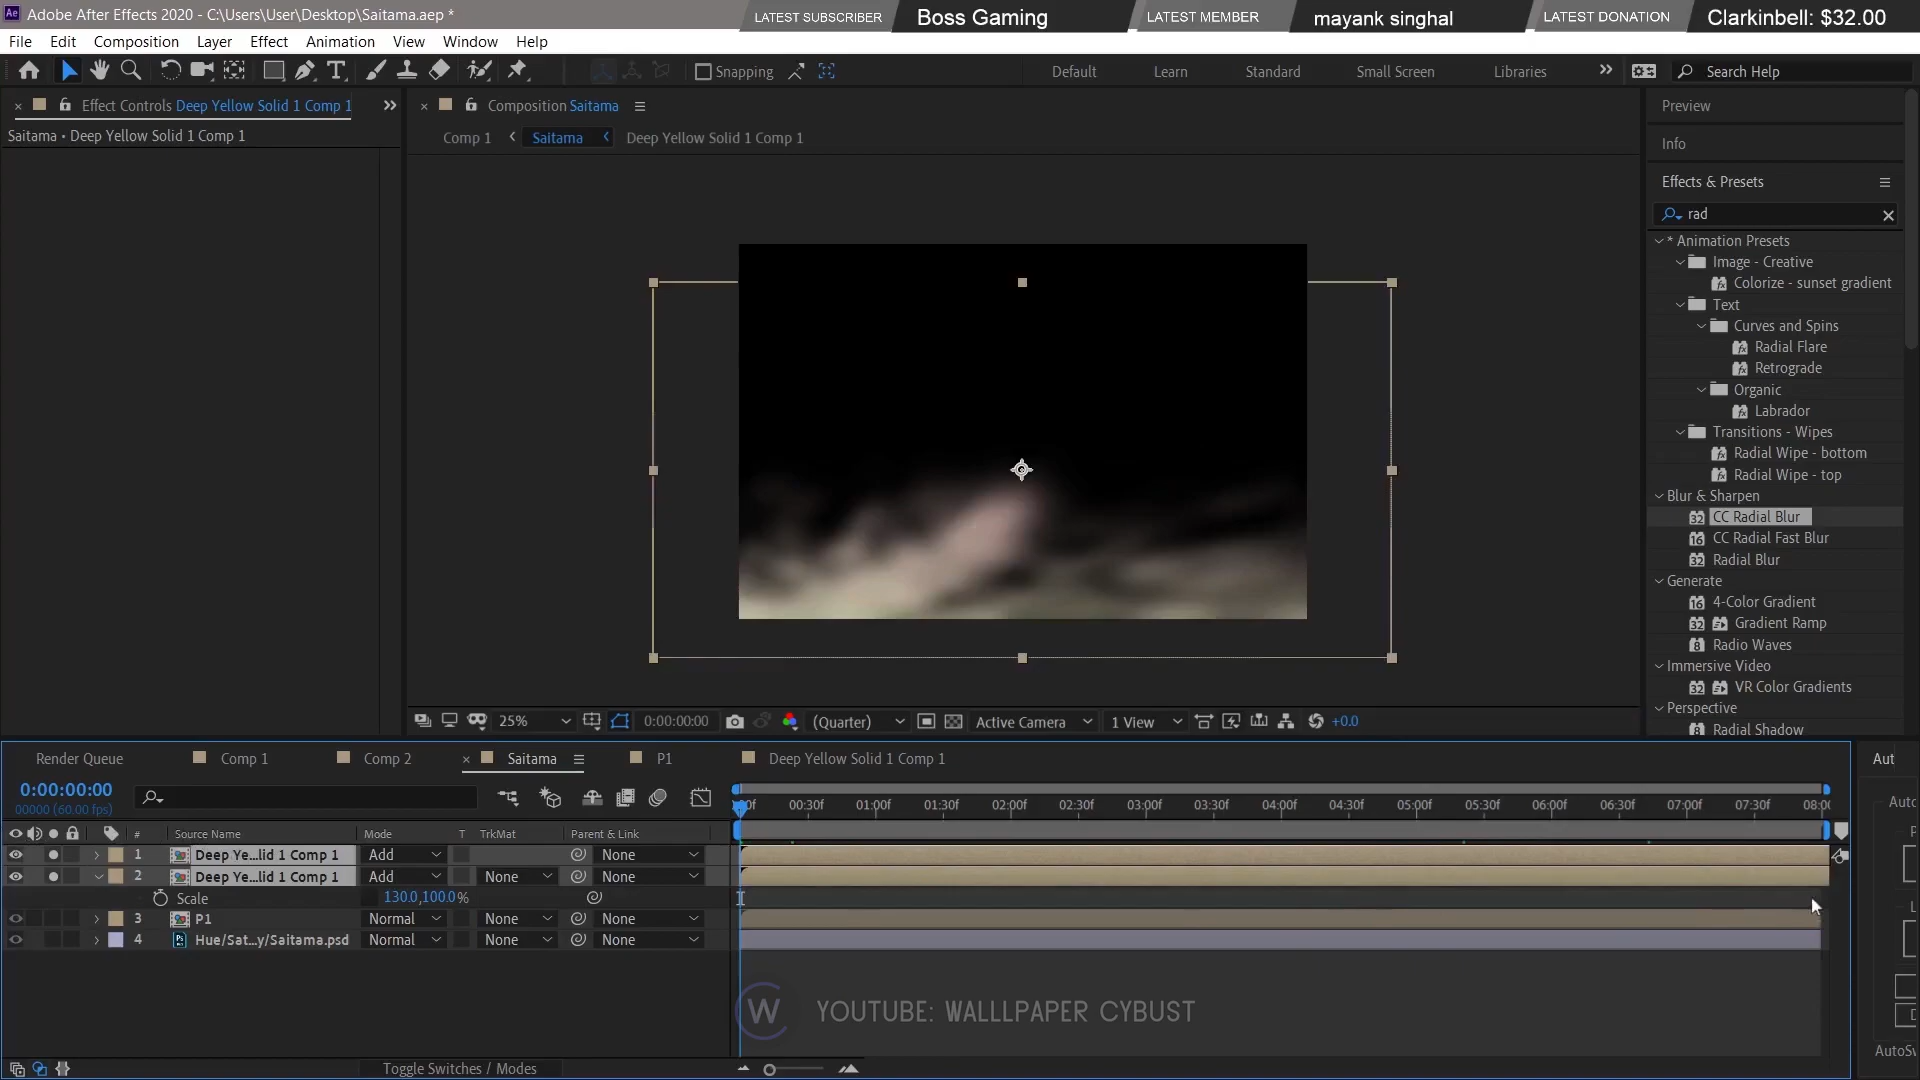 Adobe After Effects 2020 - C:\Users\User\Desktop\Saitama.aep *
LATEST SUBSCRIBER Boss Gaming LATEST MEMBER mayank singhal LATEST DONATION Clarkinbell: $32.00
File Edit Composition Layer Effect Animation View Window Help
Snapping Default Learn Standard Small Screen Libraries Search Help
Effect Controls Deep Yellow Solid 1 Comp 1
Saitama • Deep Yellow Solid 1 Comp 1
Composition Saitama
Comp 1 Saitama Deep Yellow Solid 1 Comp 1
Preview
Info
Effects & Presets
rad
* Animation Presets
Image - Creative
Colorize - sunset gradient
Text
Curves and Spins
Radial Flare
Retrograde
Organic
Labrador
Transitions - Wipes
Radial Wipe - bottom
Radial Wipe - top
Blur & Sharpen
CC Radial Blur
CC Radial Fast Blur
Radial Blur
Generate
4-Color Gradient
Gradient Ramp
Radio Waves
Immersive Video
VR Color Gradients
Perspective
Radial Shadow
25% 0:00:00:00 (Quarter) Active Camera 1 View +0.0
Render Queue Comp 1 Comp 2 Saitama P1 Deep Yellow Solid 1 Comp 1
0:00:00:00
00000 (60.00 fps)
00:30f 01:00f 01:30f 02:00f 02:30f 03:00f 03:30f 04:00f 04:30f 05:00f 05:30f 06:00f 06:30f 07:00f 07:30f
# Source Name Mode T TrkMat Parent & Link
1 Deep Ye...lid 1 Comp 1 Add None
2 Deep Ye...lid 1 Comp 1 Add None None
Scale 130.0,100.0%
3 P1 Normal None None
4 Hue/Sat...y/Saitama.psd Normal None None
W YOUTUBE: WALLLPAPER CYBUST
Toggle Switches / Modes
Aut